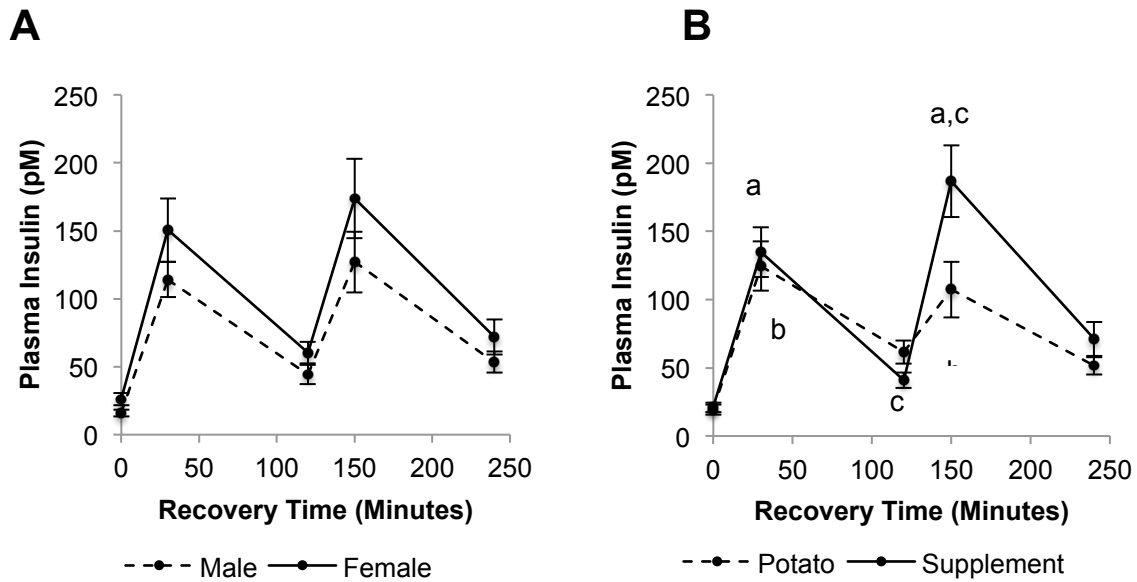 A
250
200
150
100
50
0
Plasma Insulin (pM)
0 50 100 150 200 250
Recovery Time (Minutes)
Male Female
B
250
200
150
100
50
0
Plasma Insulin (pM)
a
b
c
a,c
0 50 100 150 200 250
Recovery Time (Minutes)
Potato Supplement